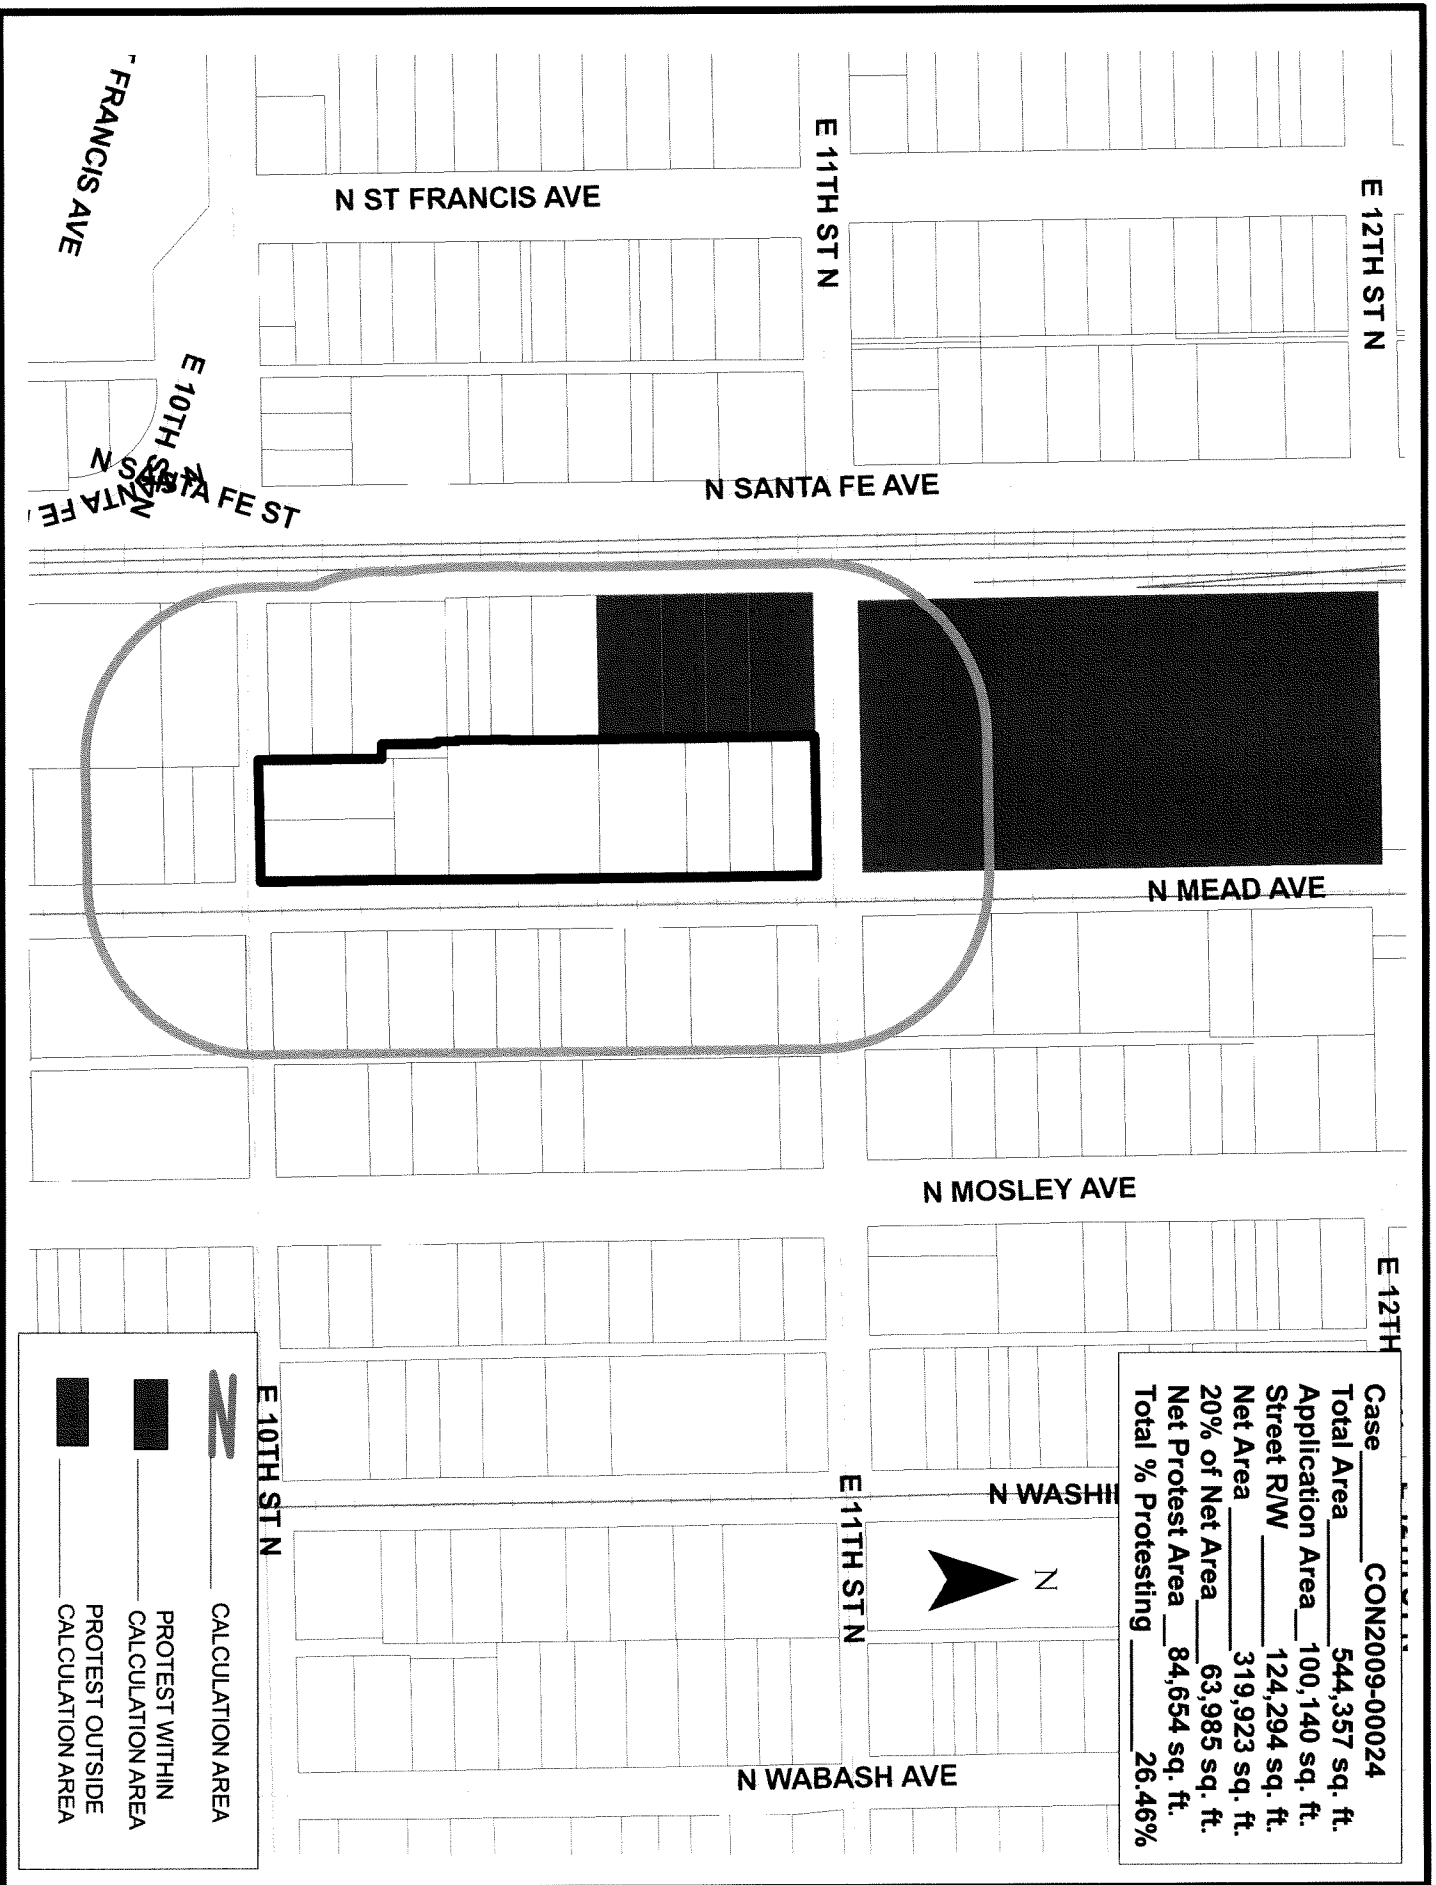 FRANCIS AVE
N ST FRANCIS AVE
E 11TH ST N
E 12TH ST N
E 10TH ST N
N SANTA FE ST
SANTA FE
N SANTA FE AVE
N MEAD AVE
N MOSLEY AVE
E 12TH
E 10TH ST N
E 11TH ST N
N WABASH AVE
N
Case CON2009-00024
Total Area 544,357 sq. ft.
Application Area 100,140 sq. ft.
Street R/W 124,294 sq. ft.
Net Area 319,923 sq. ft.
20% of Net Area 63,985 sq. ft.
Net Protest Area 84,654 sq. ft.
Total % Protesting 26.46%
CALCULATION AREA
PROTEST WITHIN
CALCULATION AREA
PROTEST OUTSIDE
CALCULATION AREA